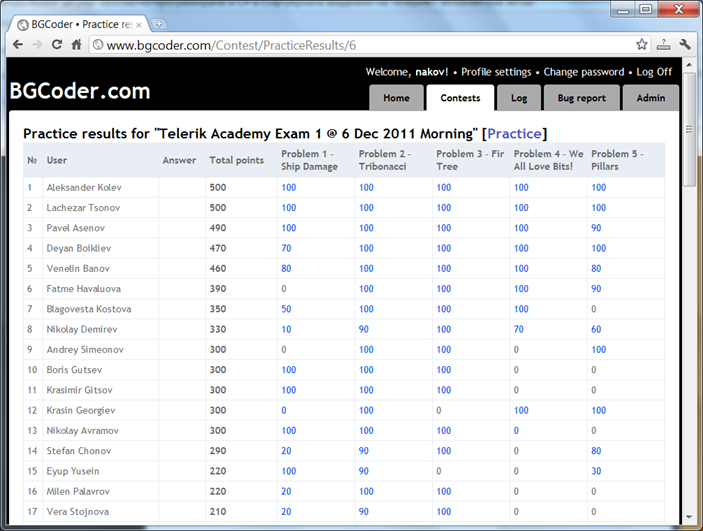 BGCoder • Practice res
www.bgcoder.com/Contest/PracticeResults/6
Welcome, nakov! • Profile settings • Change password • Log Off
BGCoder.com
Home Contests Log Bug report Admin
Practice results for "Telerik Academy Exam 1 @ 6 Dec 2011 Morning" [Practice]
№ User Answer Total points Problem 1 - Ship Damage Problem 2 - Tribonacci Problem 3 - Fir Tree Problem 4 - We All Love Bits! Problem 5 - Pillars
1 Aleksander Kolev 500 100 100 100 100 100
2 Lachezar Tsonov 500 100 100 100 100 100
3 Pavel Asenov 490 100 100 100 100 90
4 Deyan Boikliev 470 70 100 100 100 100
5 Venelin Banov 460 80 100 100 100 80
6 Fatme Havaluova 390 0 100 100 100 90
7 Blagovesta Kostova 350 50 100 100 100 0
8 Nikolay Demirev 330 10 90 100 70 60
9 Andrey Simeonov 300 0 100 100 0 100
10 Boris Gutsev 300 100 100 100 0 0
11 Krasimir Gitsov 300 100 100 100 0 0
12 Krasin Georgiev 300 0 100 0 100 100
13 Nikolay Avramov 300 100 100 100 0 0
14 Stefan Chonov 290 20 90 100 0 80
15 Eyup Yusein 220 100 90 0 0 30
16 Milen Palavrov 220 20 100 100 0 0
17 Vera Stojnova 210 20 90 100 0 0